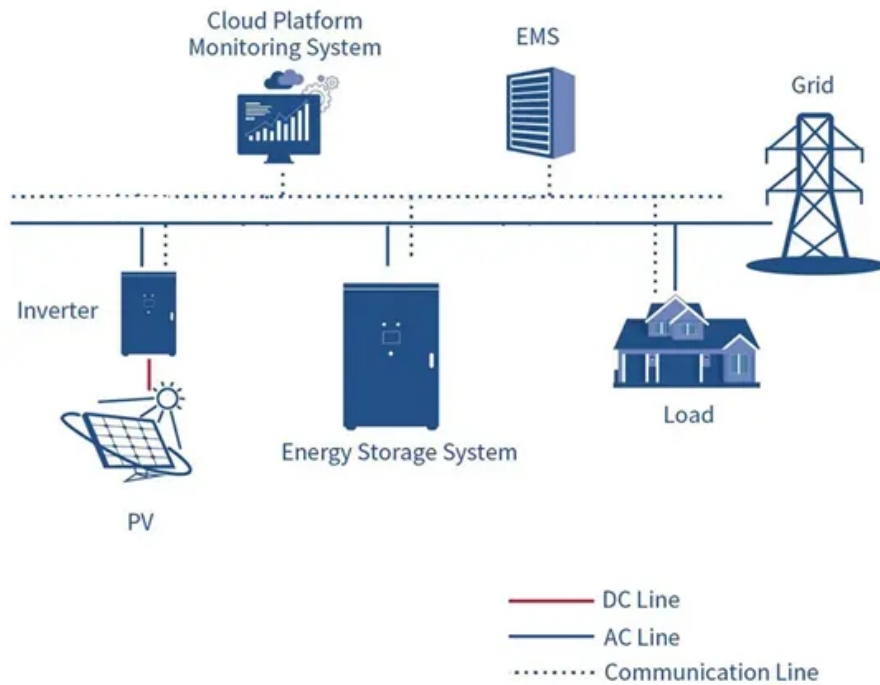 Cloud Platform
Monitoring System
EMS
Grid
Inverter
Load
Energy Storage System
PV
DC Line
AC Line
Communication Line